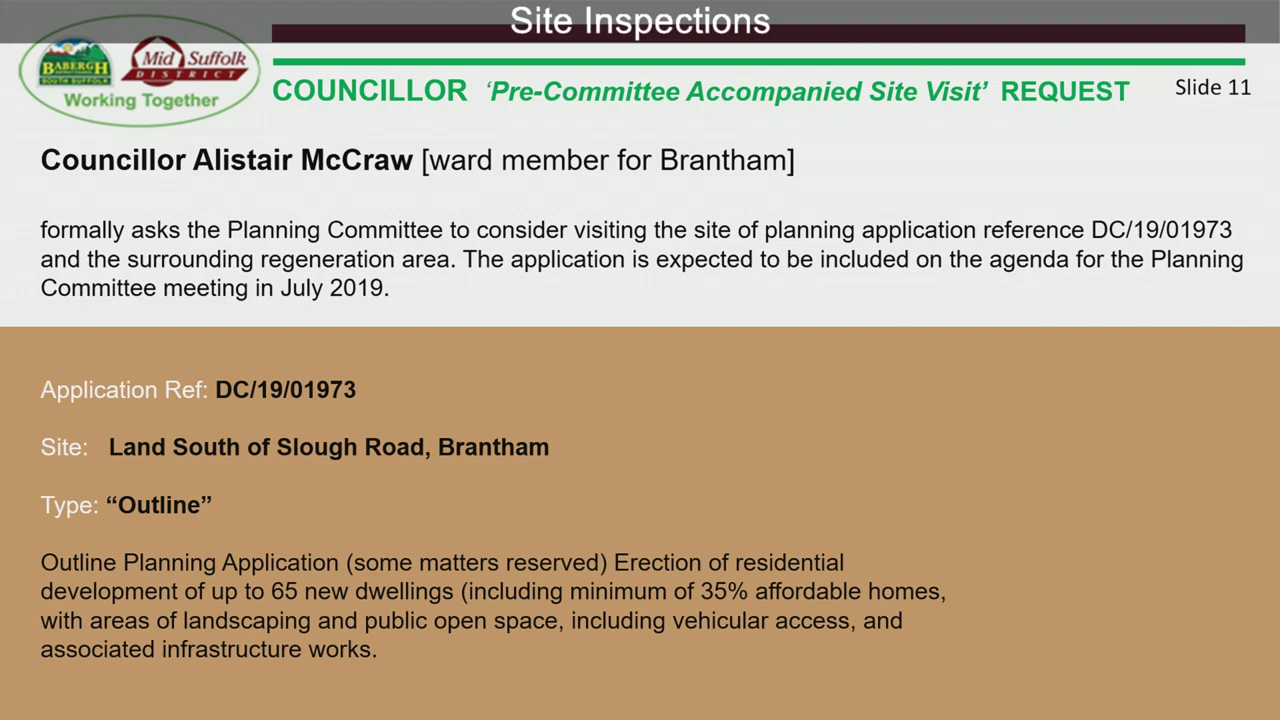 Site Inspections
BABERGH
SOUTH SUFFOLK
Mid Suffolk
DISTRICT
Working Together
COUNCILLOR ‘Pre-Committee Accompanied Site Visit’ REQUEST
Slide 11
Councillor Alistair McCraw [ward member for Brantham]
formally asks the Planning Committee to consider visiting the site of planning application reference DC/19/01973
and the surrounding regeneration area. The application is expected to be included on the agenda for the Planning
Committee meeting in July 2019.
Application Ref: DC/19/01973
Site: Land South of Slough Road, Brantham
Type: “Outline”
Outline Planning Application (some matters reserved) Erection of residential
development of up to 65 new dwellings (including minimum of 35% affordable homes,
with areas of landscaping and public open space, including vehicular access, and
associated infrastructure works.